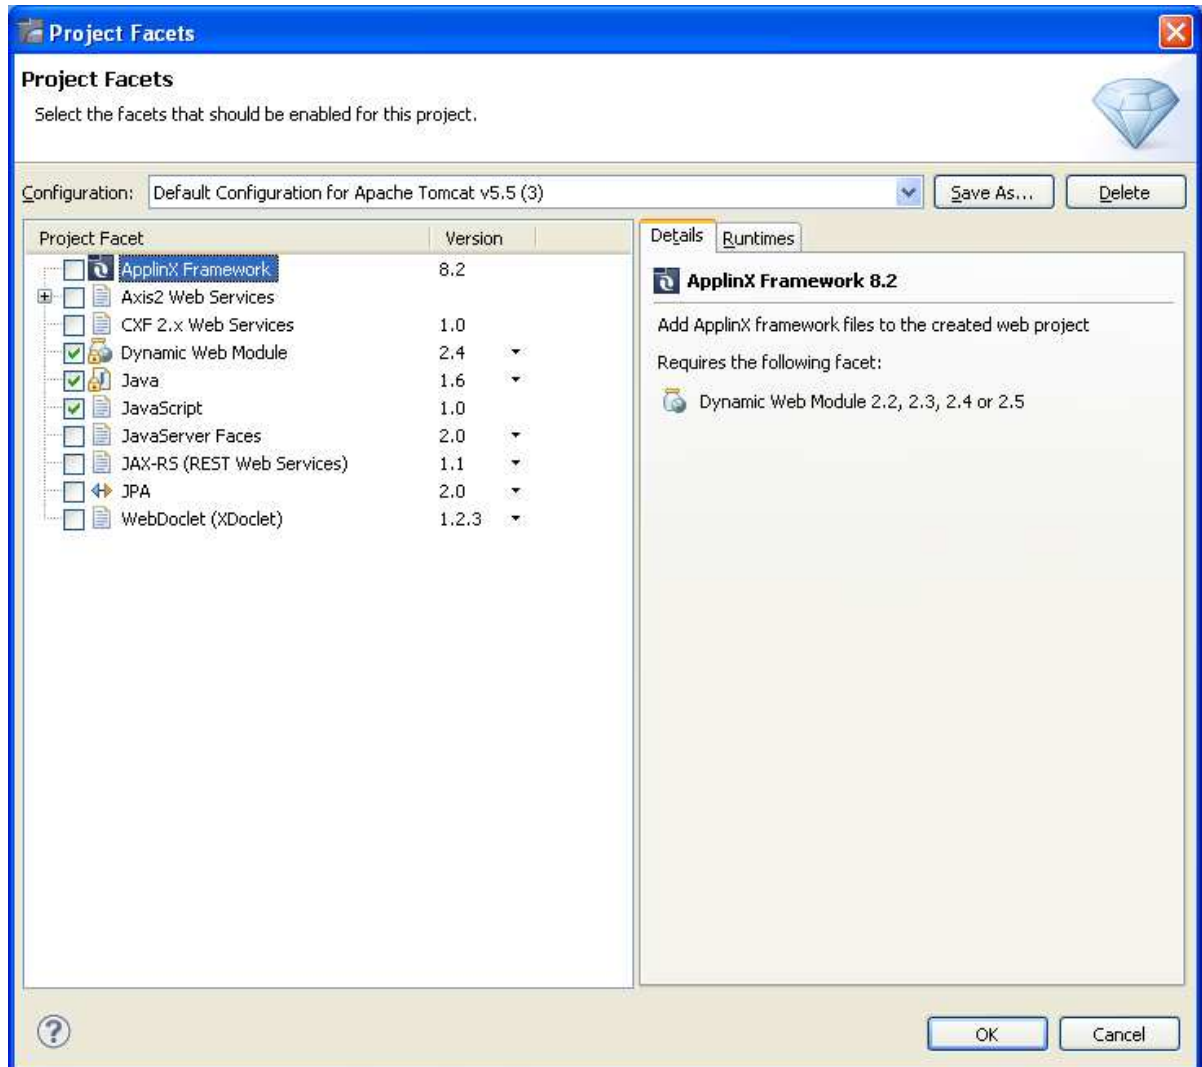 Project Facets
Project Facets
Select the facets that should be enabled for this project.
Configuration: Default Configuration for Apache Tomcat v5.5 (3) Save As... Delete
Project Facet Version
ApplinX Framework 8.2
Axis2 Web Services
CXF 2.x Web Services 1.0
Dynamic Web Module 2.4
Java 1.6
JavaScript 1.0
JavaServer Faces 2.0
JAX-RS (REST Web Services) 1.1
JPA 2.0
WebDoclet (XDoclet) 1.2.3
Details Runtimes
ApplinX Framework 8.2
Add ApplinX framework files to the created web project
Requires the following facet:
Dynamic Web Module 2.2, 2.3, 2.4 or 2.5
?
OK Cancel